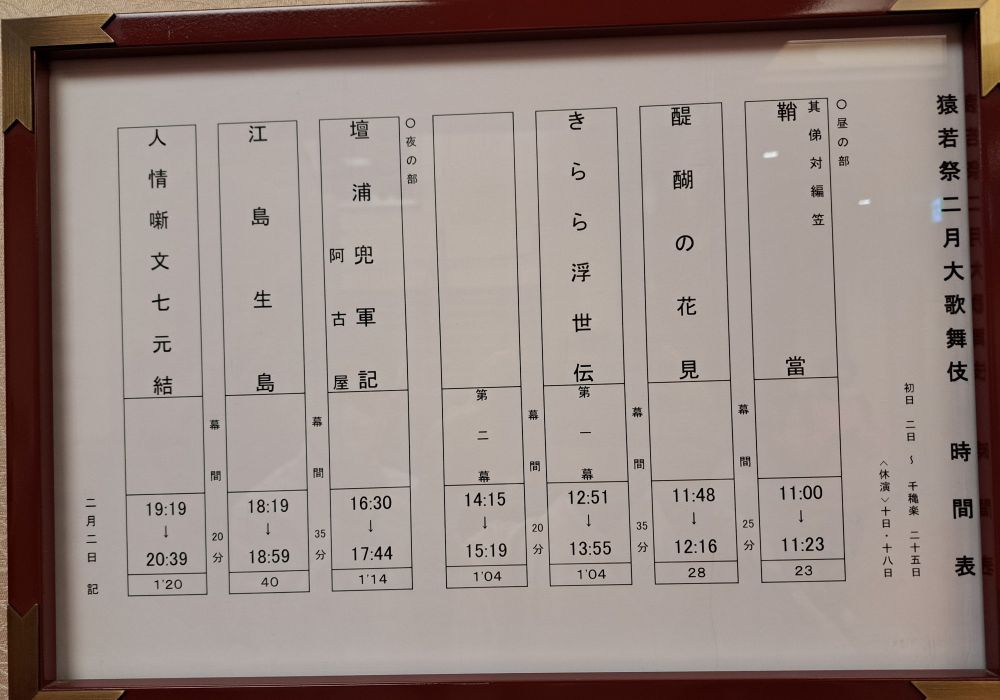 猿若祭二月大歌舞伎 時間表
初日 二日 ~ 千穐楽 二十五日
<休演>十日・十八日
○昼の部
其俤対編笠
鞘當
11:00
↓
11:23
23
幕間 25分
醍醐の花見
11:48
↓
12:16
28
幕間 35分
きらら浮世伝
第一幕
12:51
↓
13:55
1'04
幕間 20分
第二幕
14:15
↓
15:19
1'04
○夜の部
壇浦兜軍記
阿古屋
16:30
↓
17:44
1'14
幕間 35分
江島生島
18:19
↓
18:59
40
幕間 20分
人情噺文七元結
19:19
↓
20:39
1'20
二月二日 記